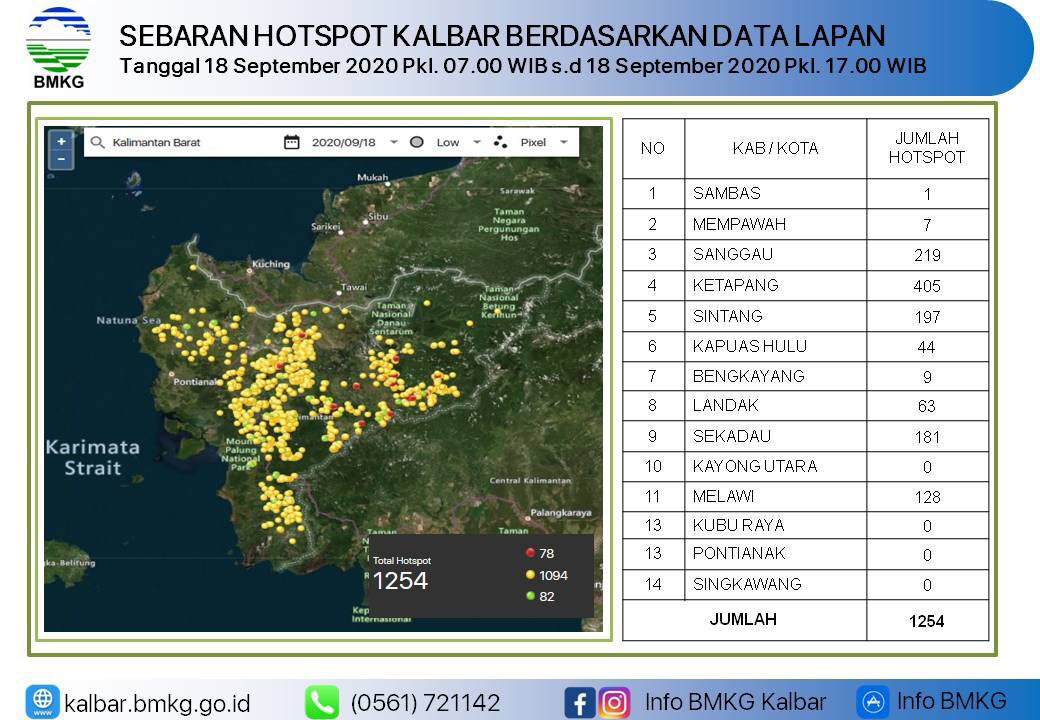 BMKG
SEBARAN HOTSPOT KALBAR BERDASARKAN DATA LAPAN
Tanggal 18 September 2020 Pkl. 07.00 WIB s.d 18 September 2020 Pkl. 17.00 WIB
+
−
Kalimantan Barat 2020/09/18 Low Pixel
Mukah
Sibu
Sarikei
Sarawak
Taman
Negara
Pergunungan
Hos
Kuching
Tawai
Taman
Nasional
Danau
Sentarum
Taman
Nasional
Betung
Kerihun
Natuna Sea
Pontianak
Karimata
Strait
Mount
Palung
National
Park
Central Kalimantan
Palangkaraya
Taman
Taman
ka-Belitung
Kep
Internasional
Total Hotspot
1254
78
1094
82
NO KAB / KOTA JUMLAH HOTSPOT
1 SAMBAS 1
2 MEMPAWAH 7
3 SANGGAU 219
4 KETAPANG 405
5 SINTANG 197
6 KAPUAS HULU 44
7 BENGKAYANG 9
8 LANDAK 63
9 SEKADAU 181
10 KAYONG UTARA 0
11 MELAWI 128
13 KUBU RAYA 0
13 PONTIANAK 0
14 SINGKAWANG 0
JUMLAH 1254
kalbar.bmkg.go.id (0561) 721142 Info BMKG Kalbar Info BMKG